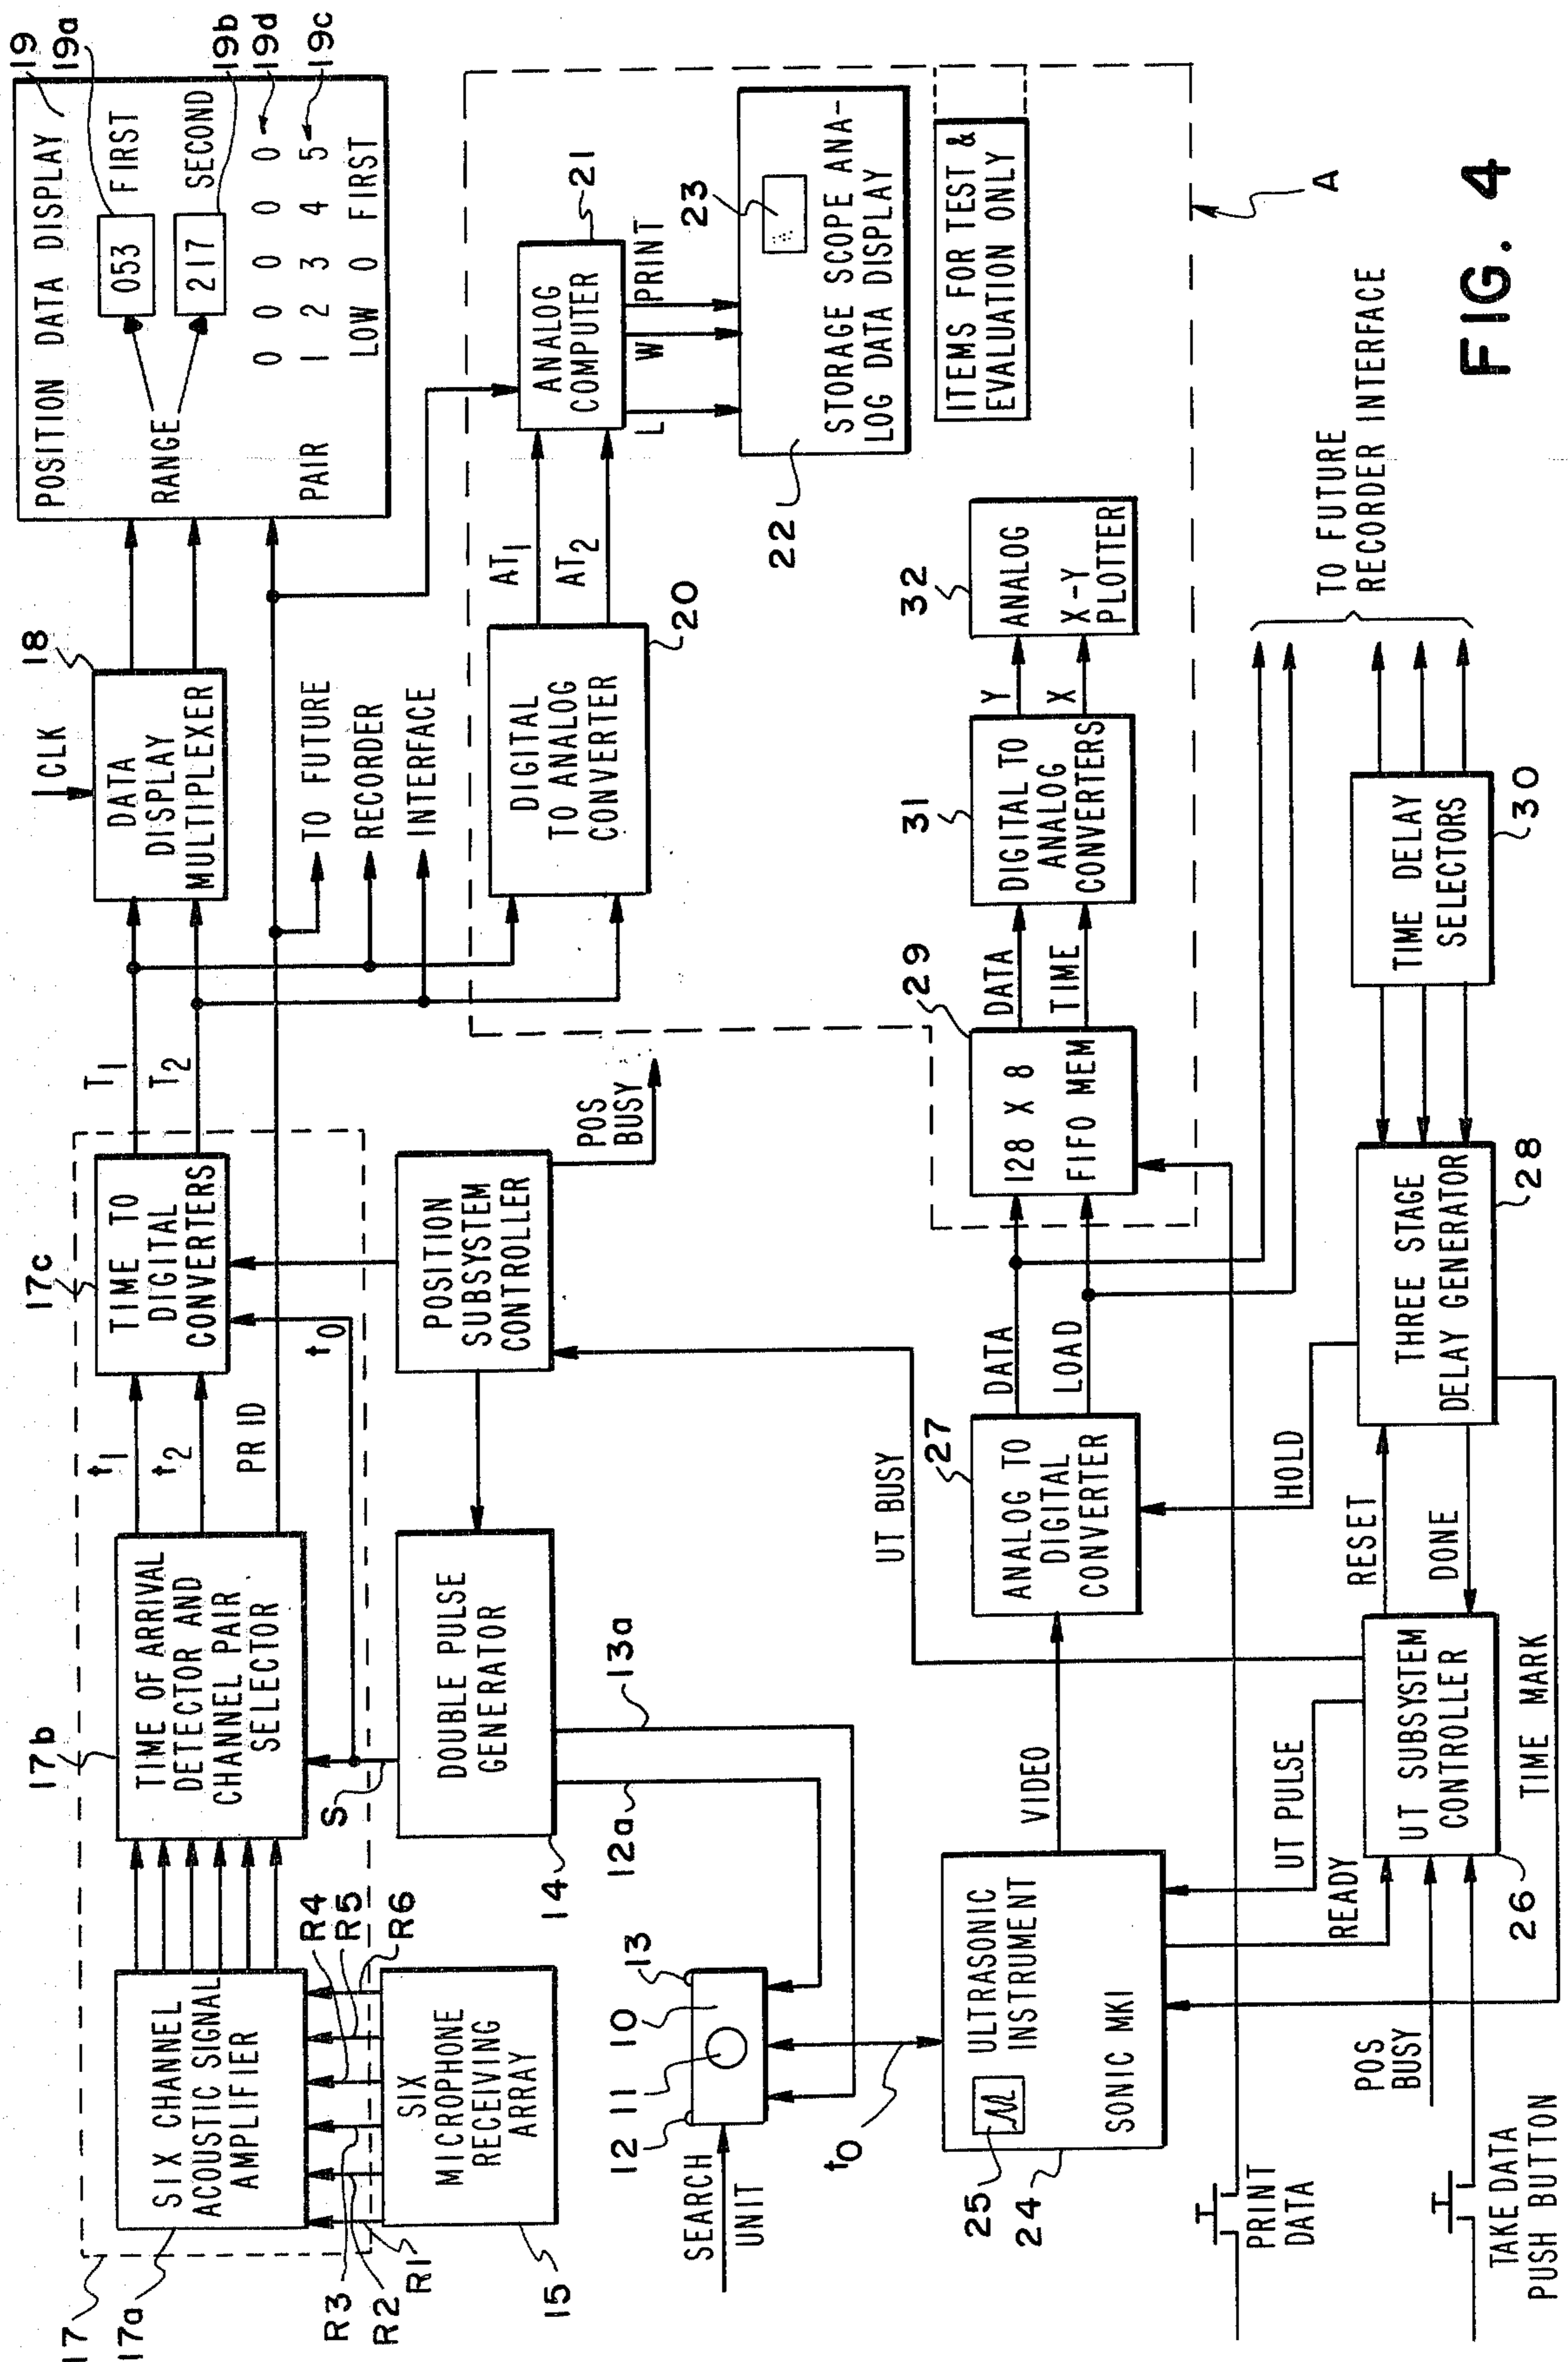 17
17a
SIX CHANNEL
ACOUSTIC SIGNAL
AMPLIFIER
R1
R2
R3
R4
R5
R6
SIX
MICROPHONE
RECEIVING
ARRAY
15
17b
TIME OF ARRIVAL
DETECTOR AND
CHANNEL PAIR
SELECTOR
t1
t2
PR ID
S
t0
17c
TIME TO
DIGITAL
CONVERTERS
T1
T2
DOUBLE PULSE
GENERATOR
14
12a
13a
POSITION
SUBSYSTEM
CONTROLLER
POS
BUSY
CLK
18
DATA
DISPLAY
MULTIPLEXER
TO FUTURE
RECORDER
INTERFACE
POSITION DATA DISPLAY
RANGE
053
FIRST
217
SECOND
0 0 0 0 0
PAIR 1 2 3 4 5
LOW 0 FIRST
19
19a
19b
19d
19c
DIGITAL
TO ANALOG
CONVERTER
20
AT1
AT2
ANALOG
COMPUTER
21
L
W
PRINT
23
STORAGE SCOPE ANA-
LOG DATA DISPLAY
22
ITEMS FOR TEST &
EVALUATION ONLY
A
SEARCH
UNIT
12
11
10
13
t0
ULTRASONIC
INSTRUMENT
SONIC MKI
25
24
VIDEO
ANALOG TO
DIGITAL
CONVERTER
27
DATA
LOAD
UT BUSY
128 X 8
FIFO MEM
29
DATA
TIME
DIGITAL TO
ANALOG
CONVERTERS
31
Y
X
ANALOG
X-Y
PLOTTER
32
TO FUTURE
RECORDER INTERFACE
PRINT
DATA
TAKE DATA
PUSH BUTTON
POS
BUSY
READY
UT PULSE
UT SUBSYSTEM
CONTROLLER
26
TIME MARK
RESET
DONE
HOLD
THREE STAGE
DELAY GENERATOR
28
TIME DELAY
SELECTORS
30
FIG. 4